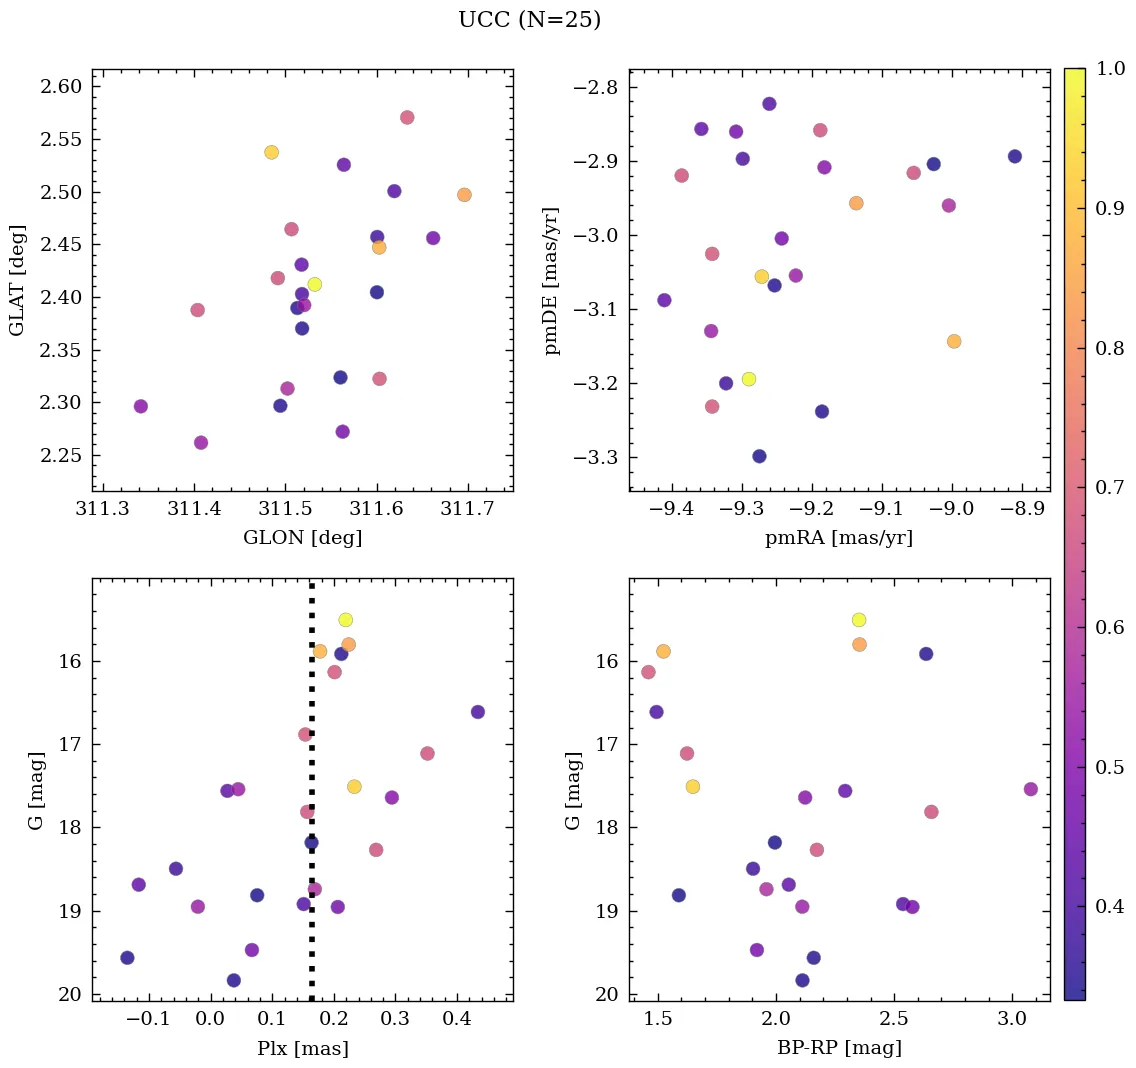 UCC (N=25)
2.60
2.55
2.50
2.45
2.40
2.35
2.30
2.25
GLAT [deg]
311.3 311.4 311.5 311.6 311.7
GLON [deg]
−2.8
−2.9
−3.0
−3.1
−3.2
−3.3
pmDE [mas/yr]
−9.4 −9.3 −9.2 −9.1 −9.0 −8.9
pmRA [mas/yr]
16
17
18
19
20
G [mag]
−0.1 0.0 0.1 0.2 0.3 0.4
Plx [mas]
16
17
18
19
20
G [mag]
1.5 2.0 2.5 3.0
BP-RP [mag]
1.0
0.9
0.8
0.7
0.6
0.5
0.4